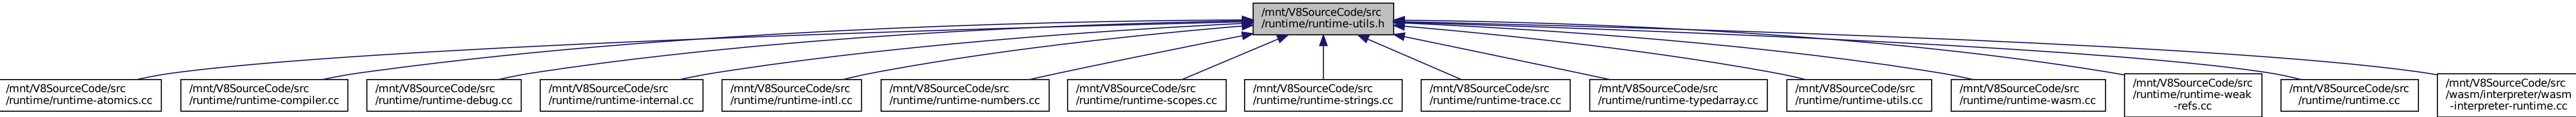 /mnt/V8SourceCode/src
/runtime/runtime-utils.h
/mnt/V8SourceCode/src
/runtime/runtime-atomics.cc
/mnt/V8SourceCode/src
/runtime/runtime-compiler.cc
/mnt/V8SourceCode/src
/runtime/runtime-debug.cc
/mnt/V8SourceCode/src
/runtime/runtime-internal.cc
/mnt/V8SourceCode/src
/runtime/runtime-intl.cc
/mnt/V8SourceCode/src
/runtime/runtime-numbers.cc
/mnt/V8SourceCode/src
/runtime/runtime-scopes.cc
/mnt/V8SourceCode/src
/runtime/runtime-strings.cc
/mnt/V8SourceCode/src
/runtime/runtime-trace.cc
/mnt/V8SourceCode/src
/runtime/runtime-typedarray.cc
/mnt/V8SourceCode/src
/runtime/runtime-utils.cc
/mnt/V8SourceCode/src
/runtime/runtime-wasm.cc
/mnt/V8SourceCode/src
/runtime/runtime-weak
-refs.cc
/mnt/V8SourceCode/src
/runtime/runtime.cc
/mnt/V8SourceCode/src
/wasm/interpreter/wasm
-interpreter-runtime.cc